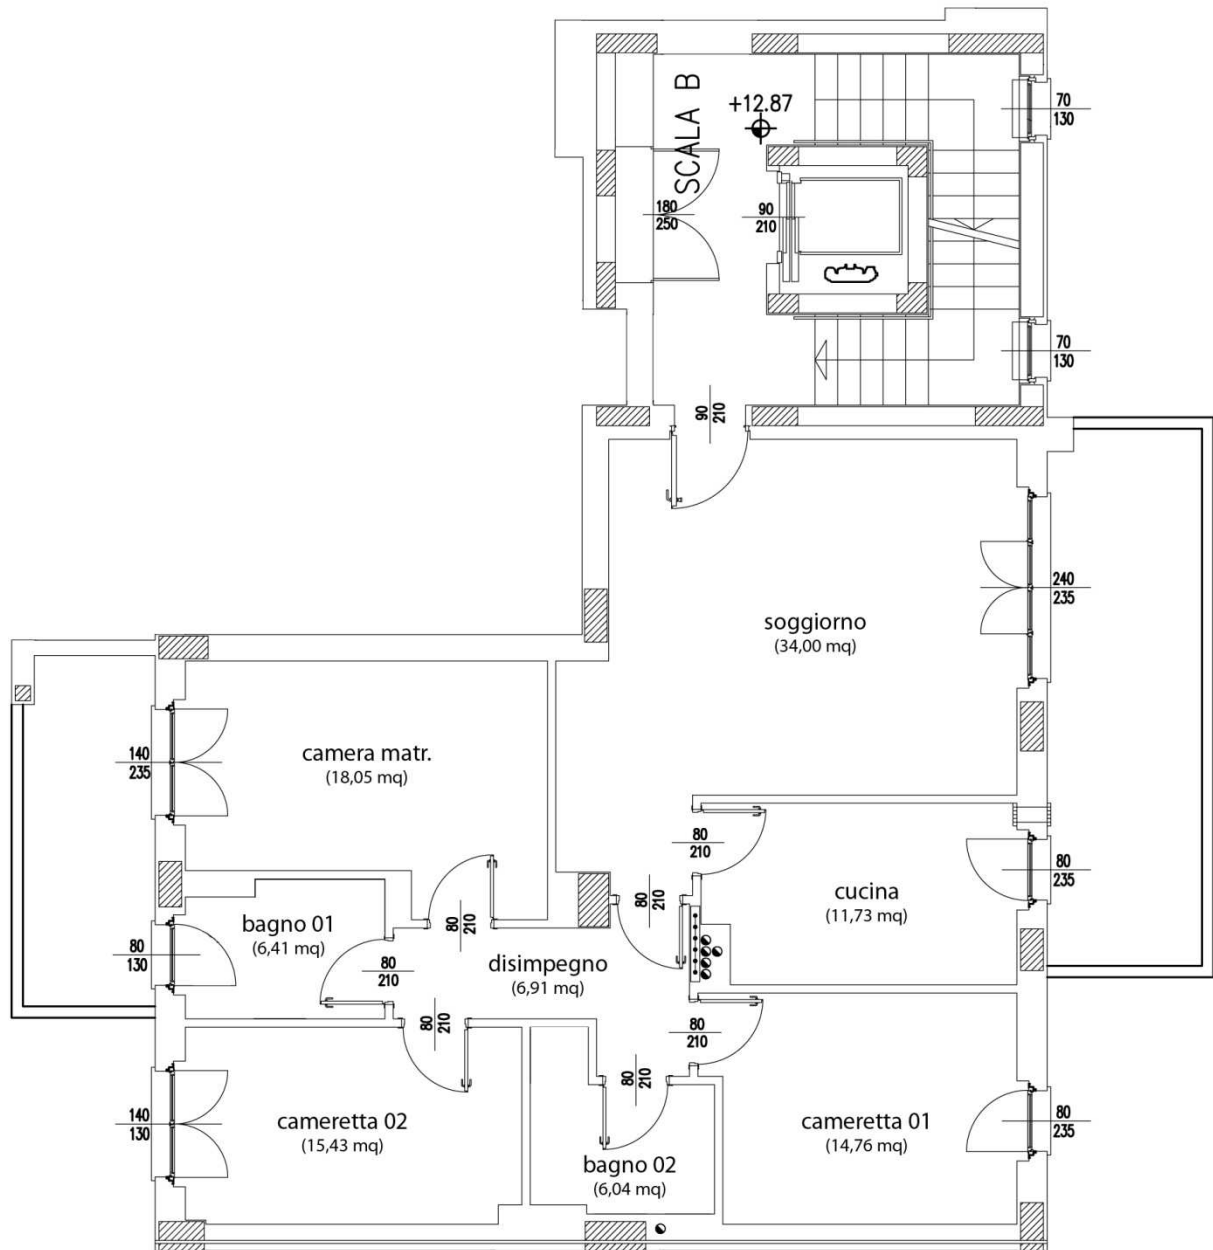 SCALA B
+12.87
70
130
180
250
90
210
70
130
90
210
240
235
soggiorno
(34,00 mq)
140
235
camera matr.
(18,05 mq)
80
210
80
235
cucina
(11,73 mq)
80
210
80
210
bagno 01
(6,41 mq)
80
130
80
210
disimpegno
(6,91 mq)
80
210
80
210
80
210
140
130
cameretta 02
(15,43 mq)
cameretta 01
(14,76 mq)
80
235
bagno 02
(6,04 mq)